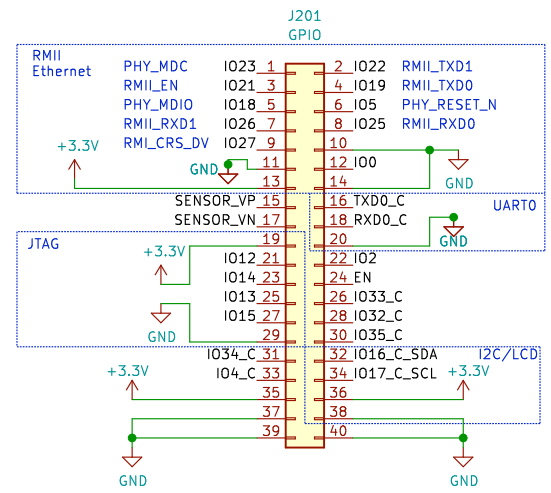 J201
GPIO
RMII
Ethernet
PHY_MDC IO23 1 2 IO22 RMII_TXD1
RMII_EN IO21 3 4 IO19 RMII_TXD0
PHY_MDIO IO18 5 6 IO5 PHY_RESET_N
RMII_RXD1 IO26 7 8 IO25 RMII_RXD0
RMI_CRS_DV IO27 9 10
+3.3V
GND 11 12 IO0
13 14
GND
SENSOR_VP 15 16 TXD0_C UART0
SENSOR_VN 17 18 RXD0_C
JTAG
19 20
GND
+3.3V
IO12 21 22 IO2
IO14 23 24 EN
IO13 25 26 IO33_C
IO15 27 28 IO32_C
GND
29 30 IO35_C
IO34_C 31 32 IO16_C_SDA I2C/LCD
IO4_C 33 34 IO17_C_SCL
+3.3V +3.3V
35 36
37 38
39 40
GND GND